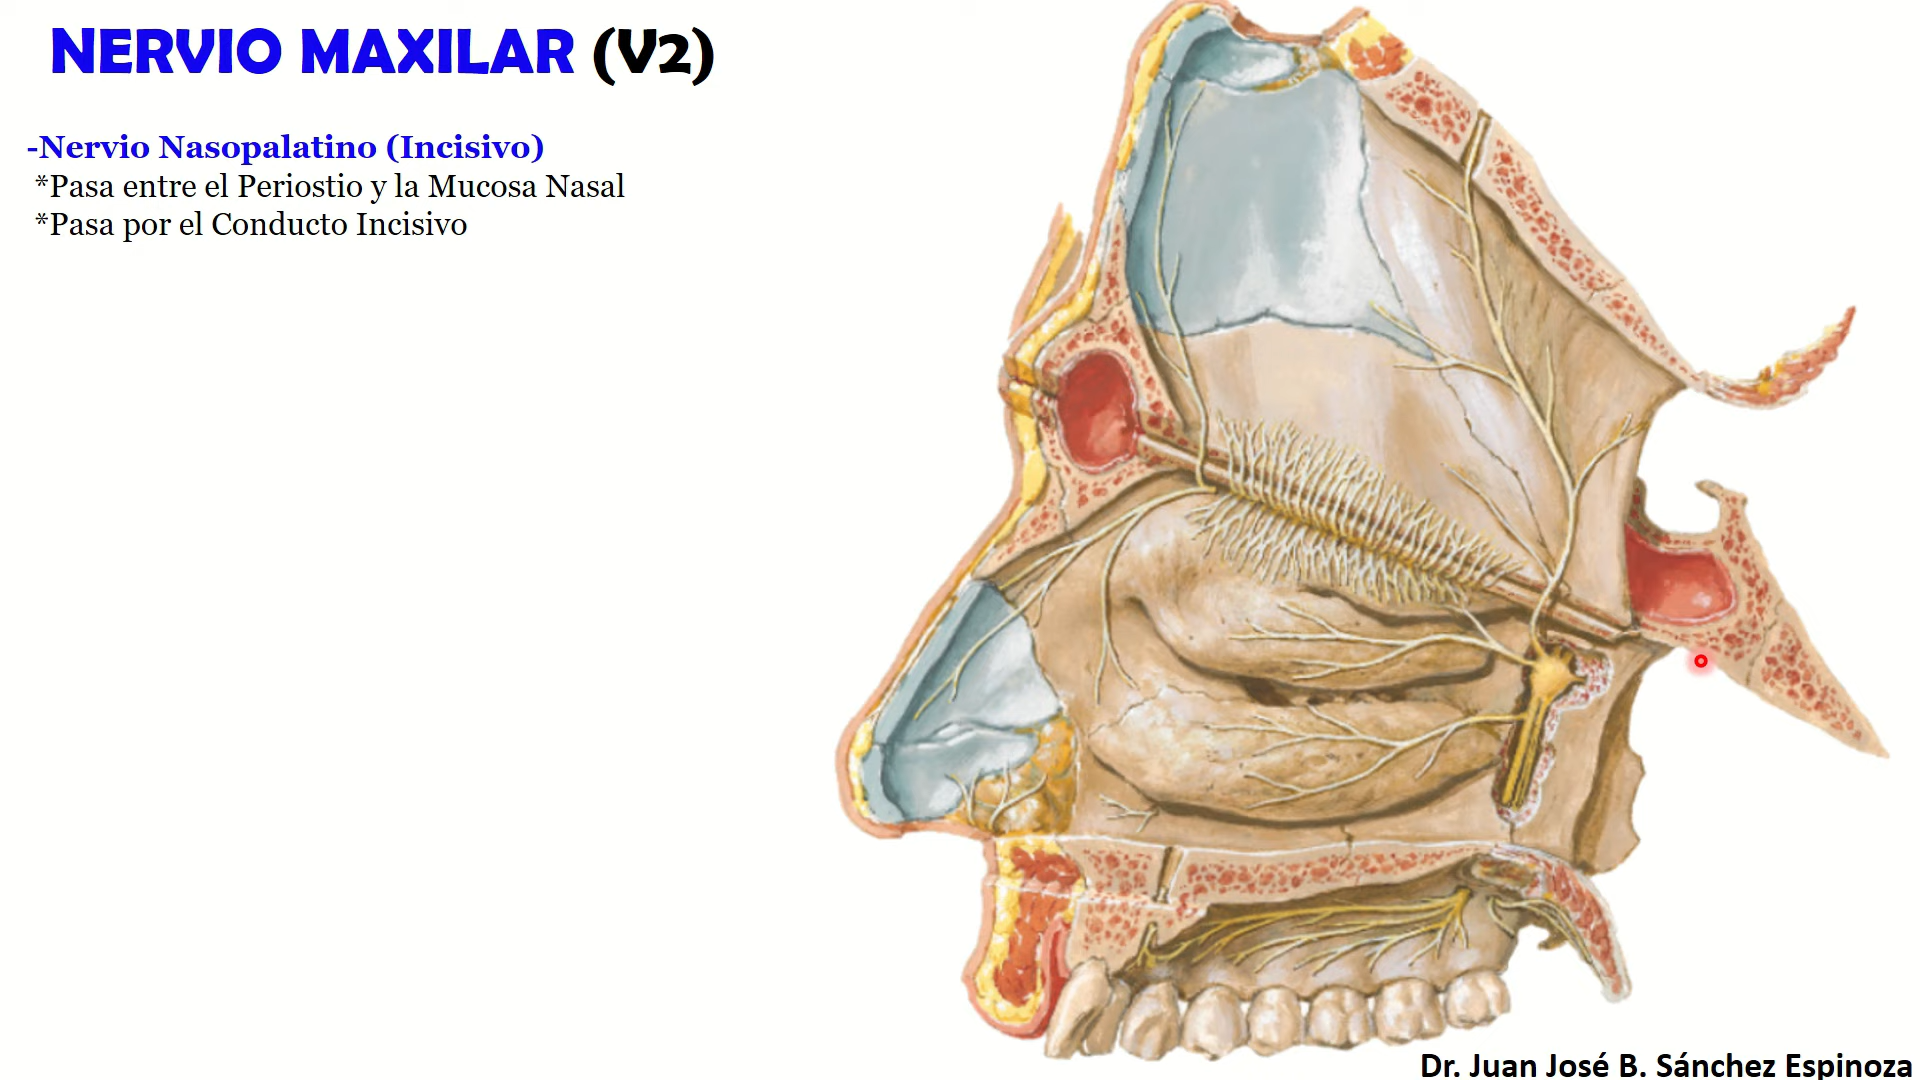 NERVIO MAXILAR (V2)
-Nervio Nasopalatino (Incisivo)
*Pasa entre el Periostio y la Mucosa Nasal
*Pasa por el Conducto Incisivo
Dr. Juan José B. Sánchez Espinoza